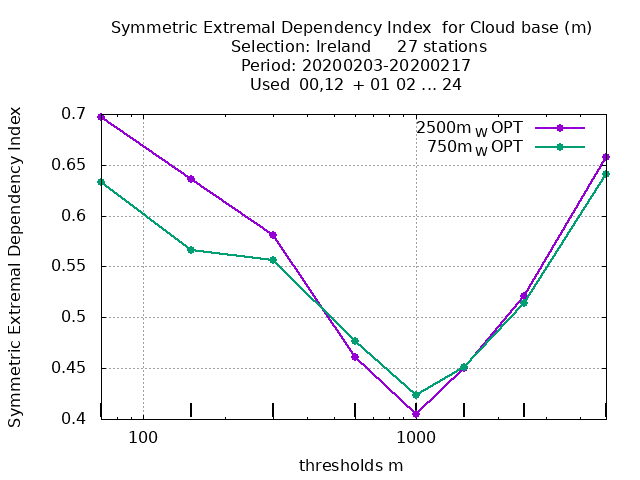 Symmetric Extremal Dependency Index  for Cloud base (m)
Selection: Ireland     27 stations
Period: 20200203-20200217
Used  00,12  + 01 02 ... 24
Symmetric Extremal Dependency Index
0.7
0.65
0.6
0.55
0.5
0.45
0.4
2500m W OPT
750m W OPT
100
1000
thresholds m